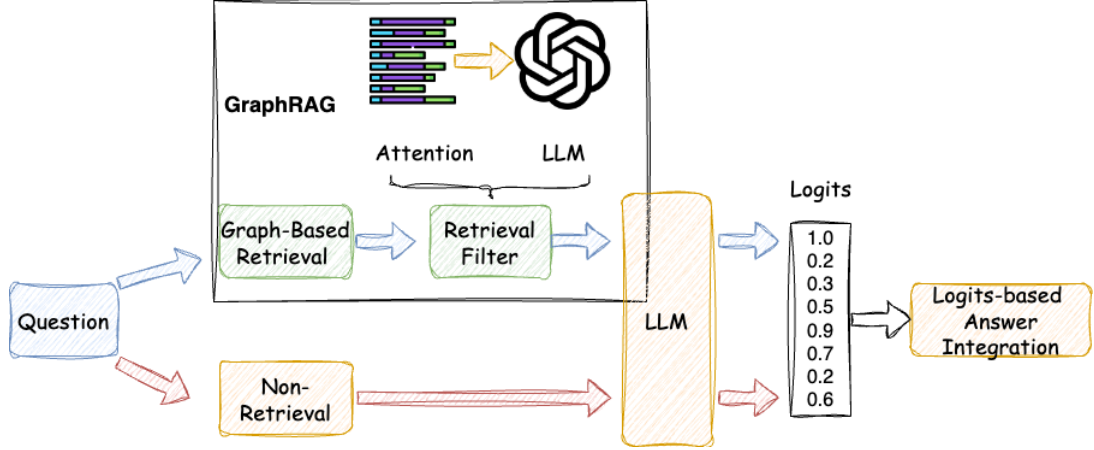 GraphRAG
Attention
LLM
Graph-Based
Retrieval
Retrieval
Filter
Question
Non-
Retrieval
LLM
Logits
1.0
0.2
0.3
0.5
0.9
0.7
0.2
0.6
Logits-based
Answer
Integration